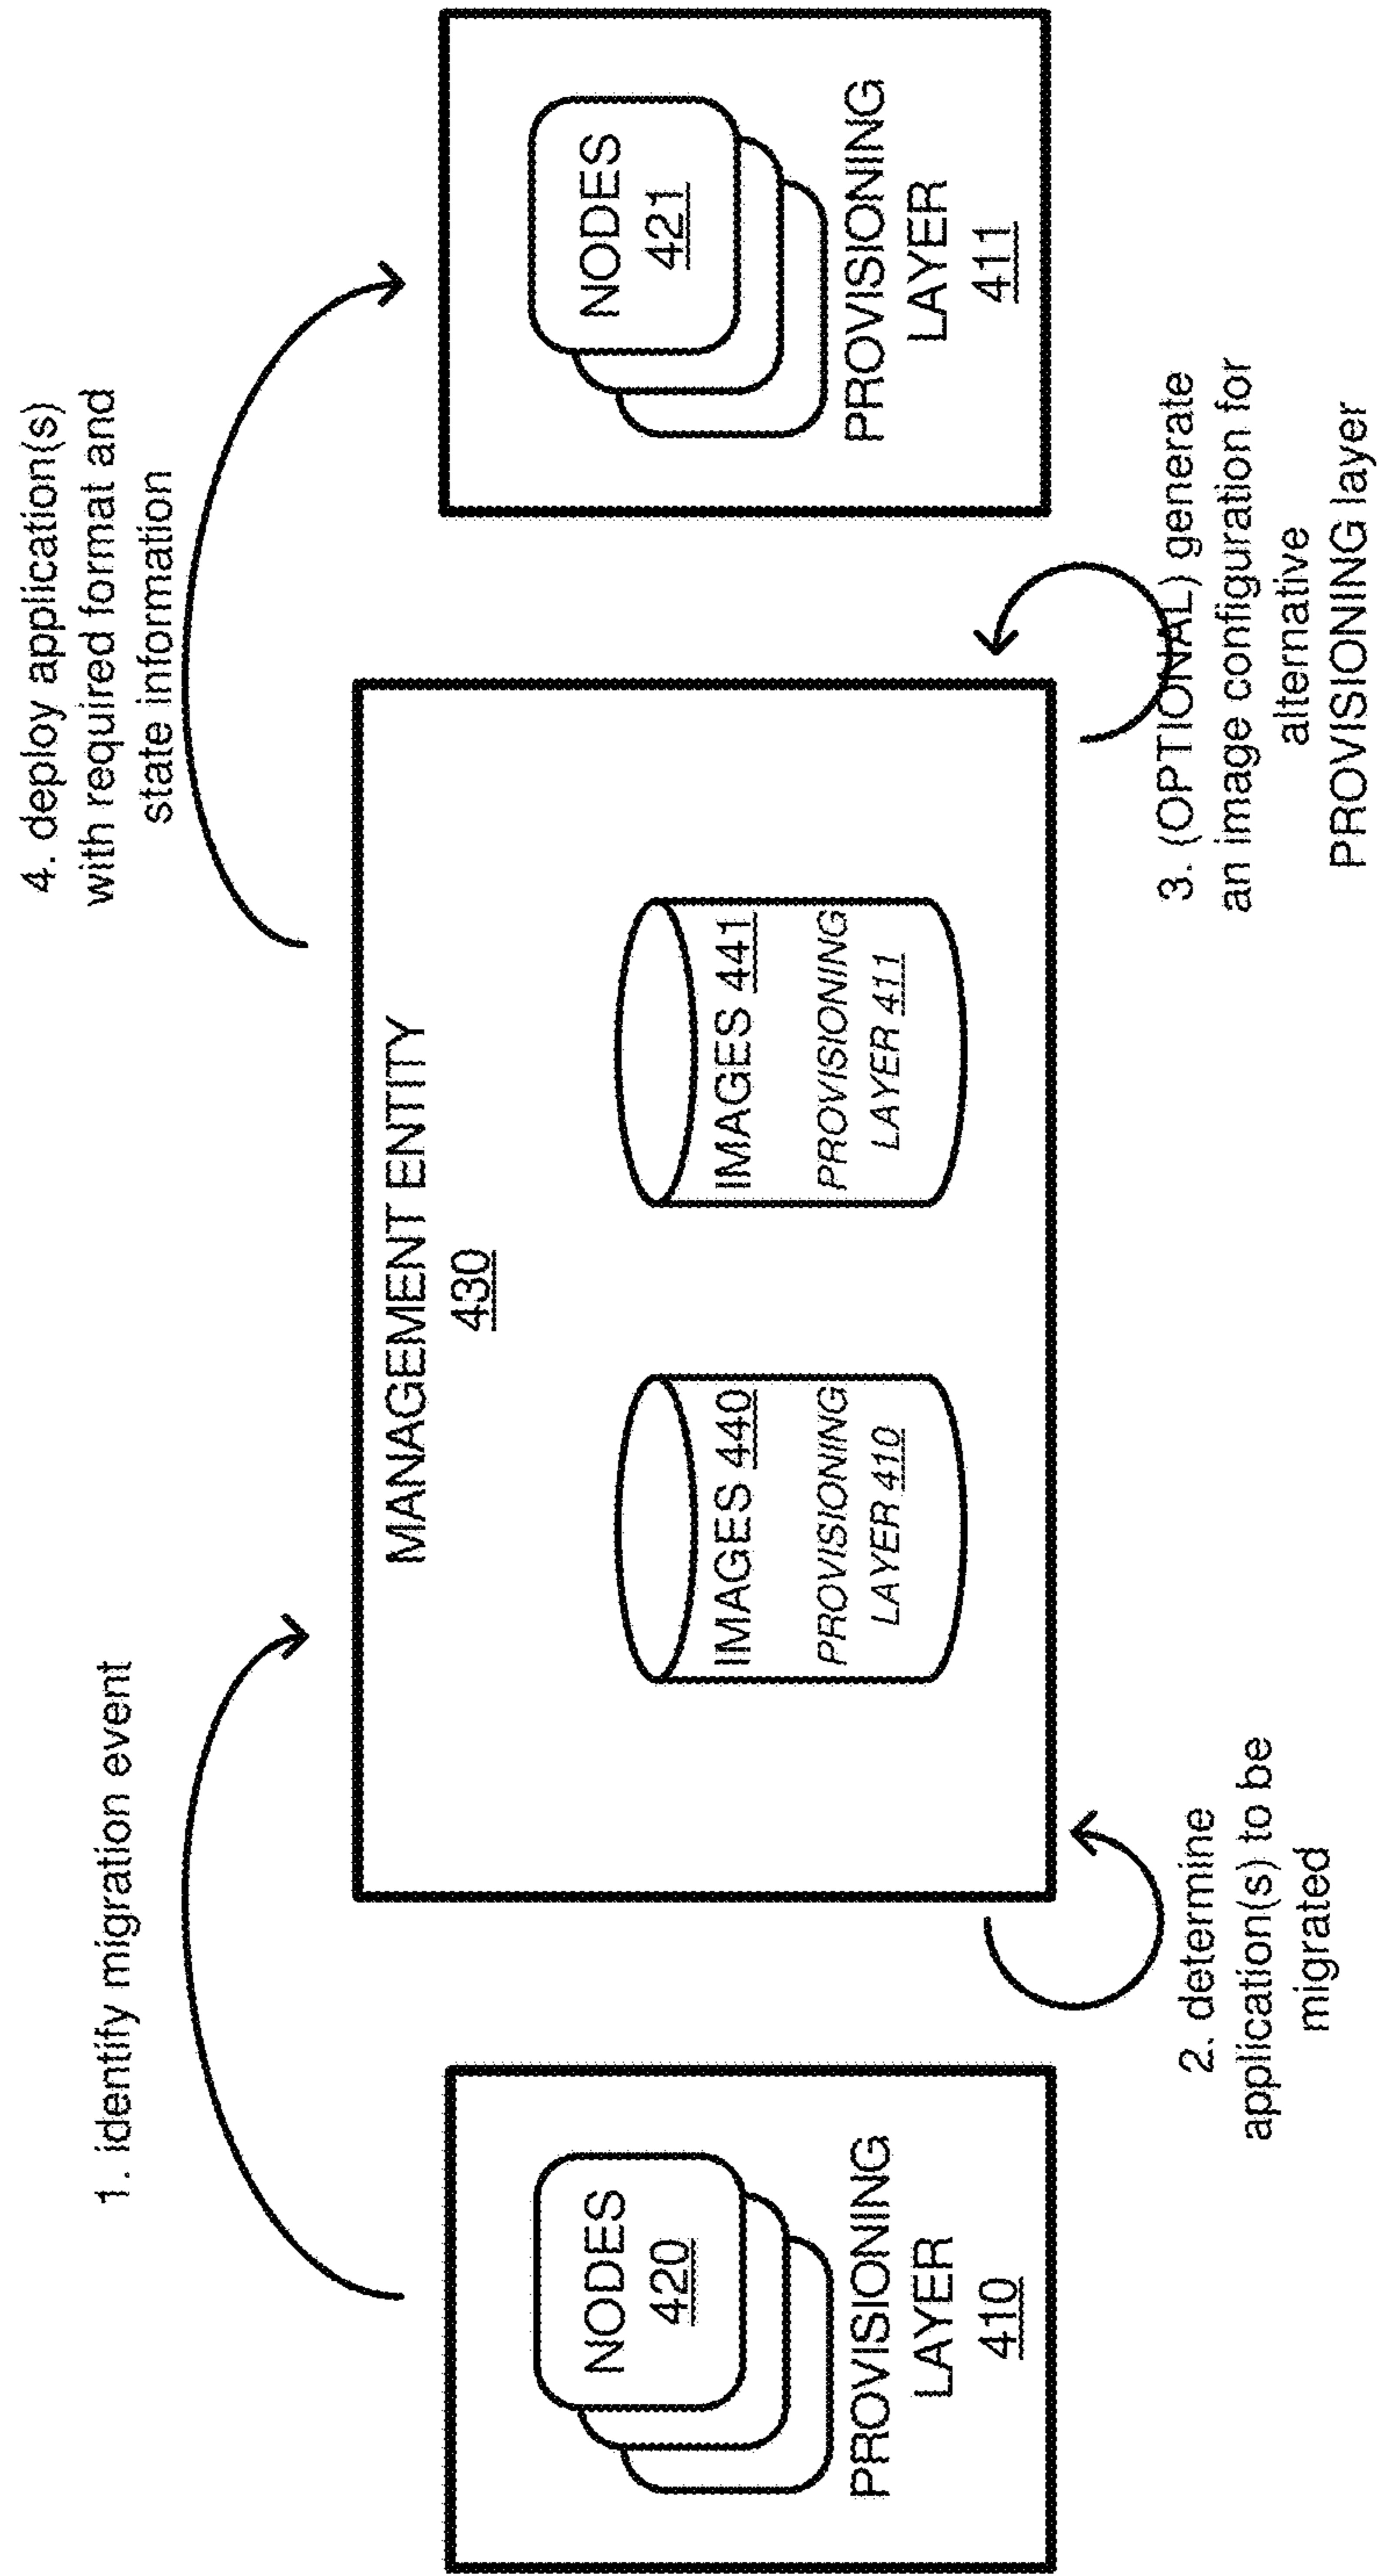 1. identify migration event
4. deploy application(s)
with required format and
state information
NODES
420
PROVISIONING
LAYER
410
MANAGEMENT ENTITY
430
IMAGES 440
PROVISIONING
LAYER 410
IMAGES 441
PROVISIONING
LAYER 411
NODES
421
PROVISIONING
LAYER
411
2. determine
application(s) to be
migrated
3. (OPTIONAL) generate
an image configuration for
alternative
PROVISIONING layer